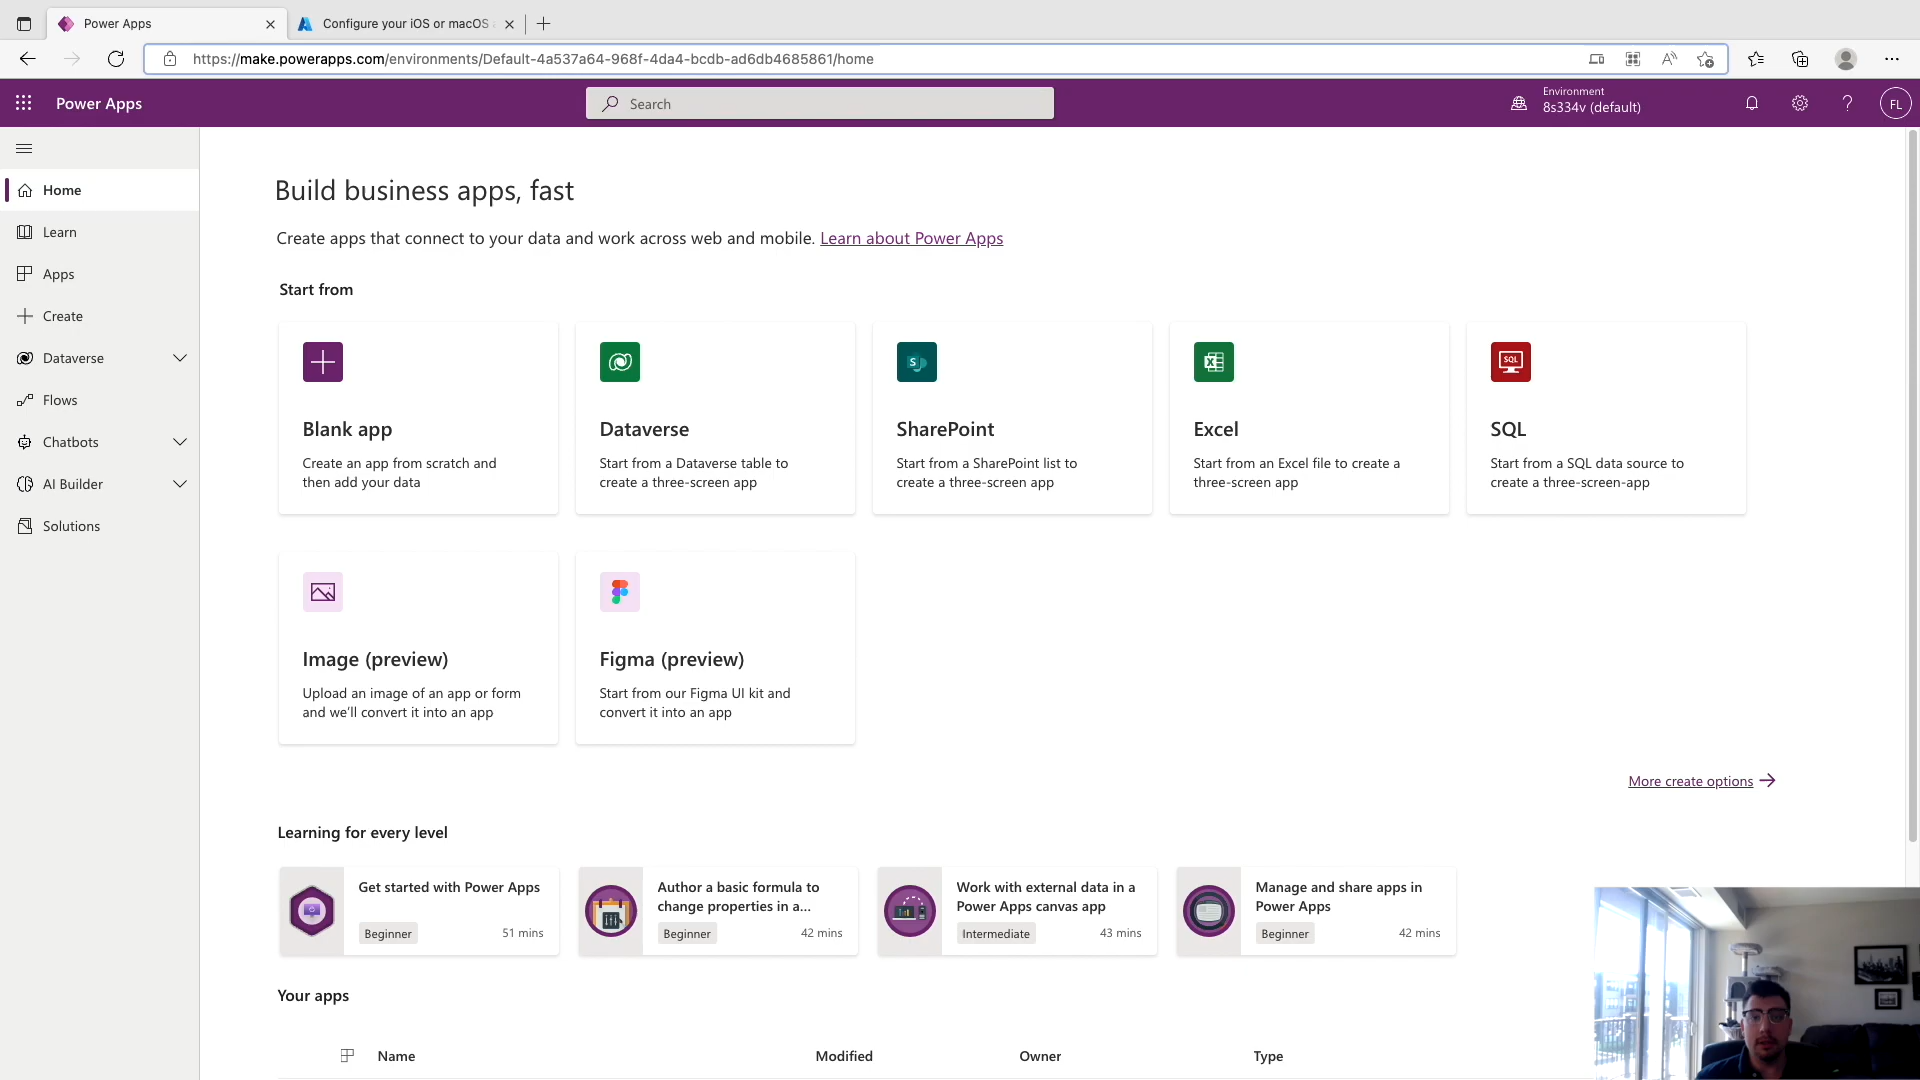 Power Apps
Configure your iOS or macOS
https://make.powerapps.com/environments/Default-4a537a64-968f-4da4-bcdb-ad6db4685861/home
Power Apps
Search
Environment
8s334v (default)
?
FL
Home
Learn
Apps
Create
Dataverse
Flows
Chatbots
AI Builder
Solutions
Build business apps, fast
Create apps that connect to your data and work across web and mobile. Learn about Power Apps
Start from
Blank app
Create an app from scratch and
then add your data
Dataverse
Start from a Dataverse table to
create a three-screen app
S
SharePoint
Start from a SharePoint list to
create a three-screen app
X
Excel
Start from an Excel file to create a
three-screen app
SQL
SQL
Start from a SQL data source to
create a three-screen-app
Image (preview)
Upload an image of an app or form
and we'll convert it into an app
Figma (preview)
Start from our Figma UI kit and
convert it into an app
More create options
Learning for every level
Get started with Power Apps
Beginner 51 mins
Author a basic formula to
change properties in a...
Beginner 42 mins
Work with external data in a
Power Apps canvas app
Intermediate 43 mins
Manage and share apps in
Power Apps
Beginner 42 mins
Your apps
Name Modified Owner Type